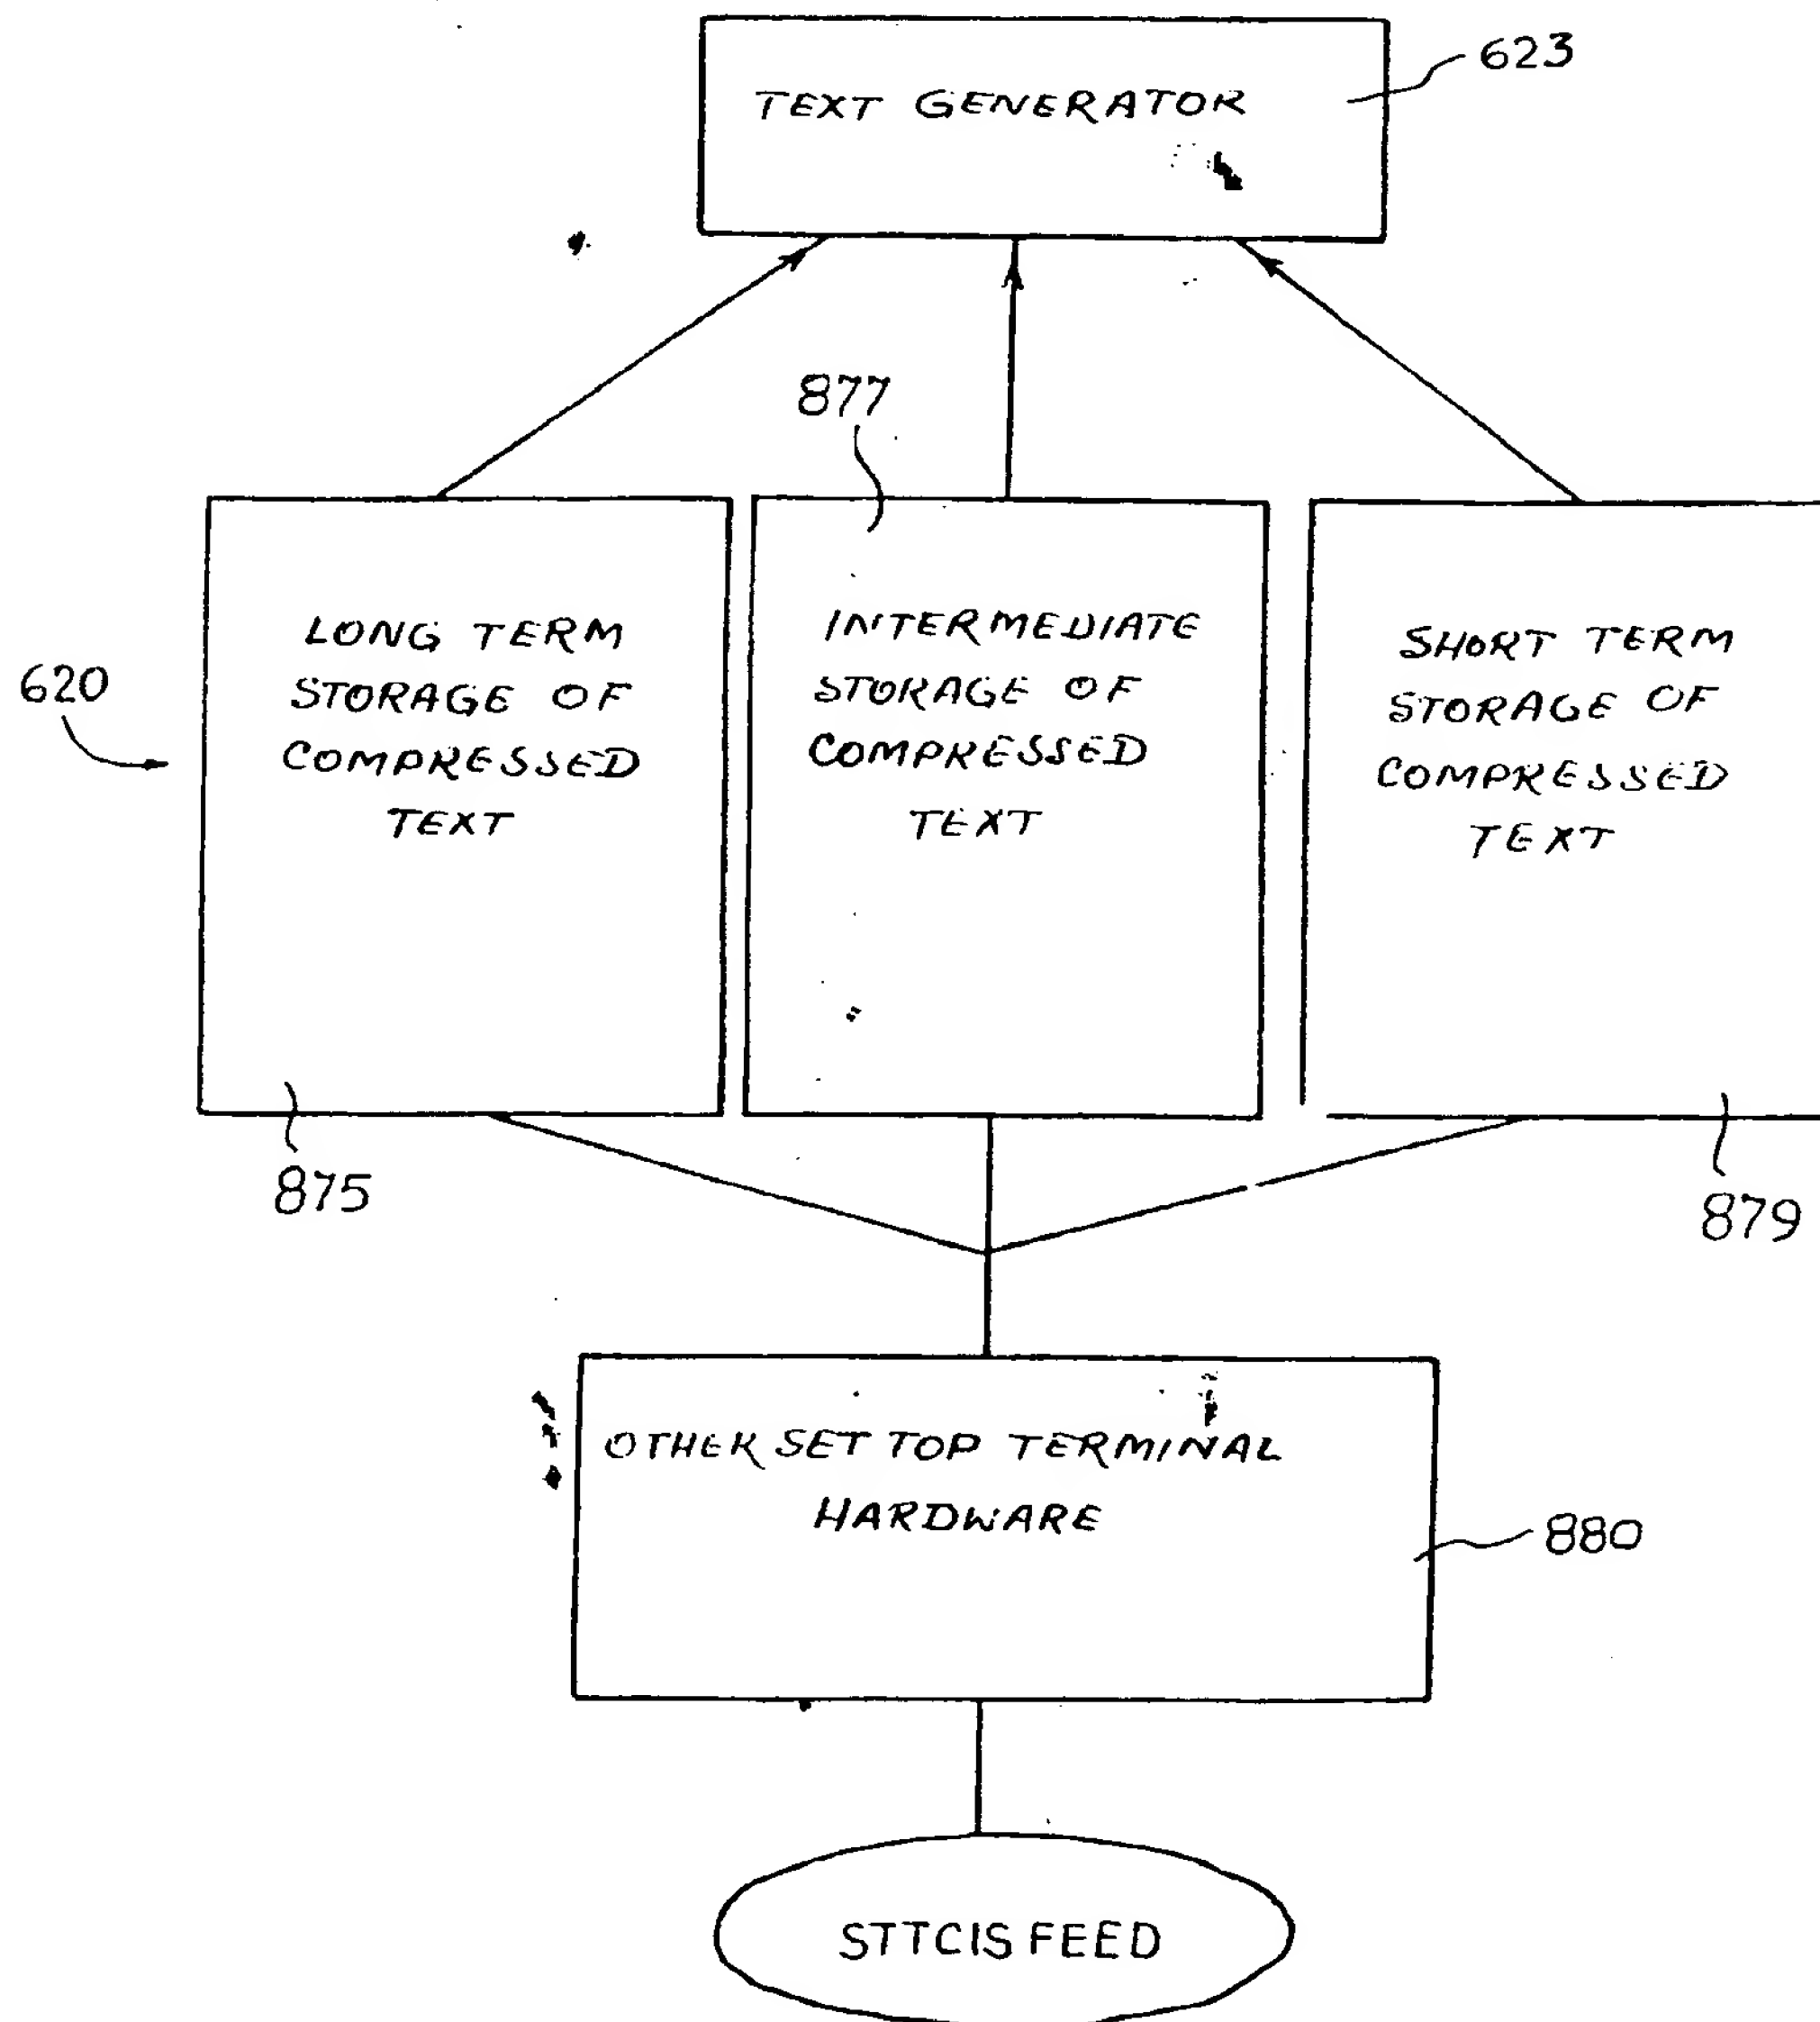 TEXT GENERATOR
623
877
620
LONG TERM
STORAGE OF
COMPRESSED
TEXT
INTERMEDIATE
STORAGE OF
COMPRESSED
TEXT
SHORT TERM
STORAGE OF
COMPRESSED
TEXT
875
879
OTHER SET TOP TERMINAL
HARDWARE
880
STTCIS FEED